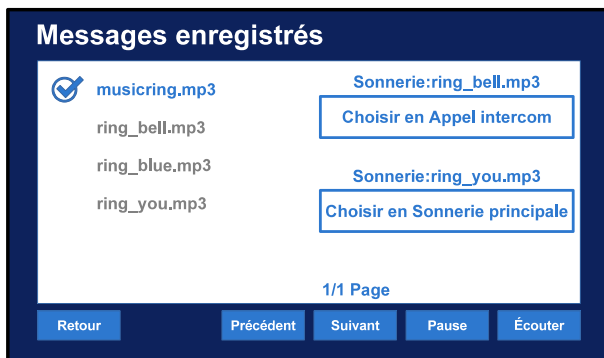 Messages enregistrés
musicring.mp3
ring_bell.mp3
ring_blue.mp3
ring_you.mp3
Sonnerie:ring_bell.mp3
Choisir en Appel intercom
Sonnerie:ring_you.mp3
Choisir en Sonnerie principale
1/1 Page
Retour
Précédent
Suivant
Pause
Écouter